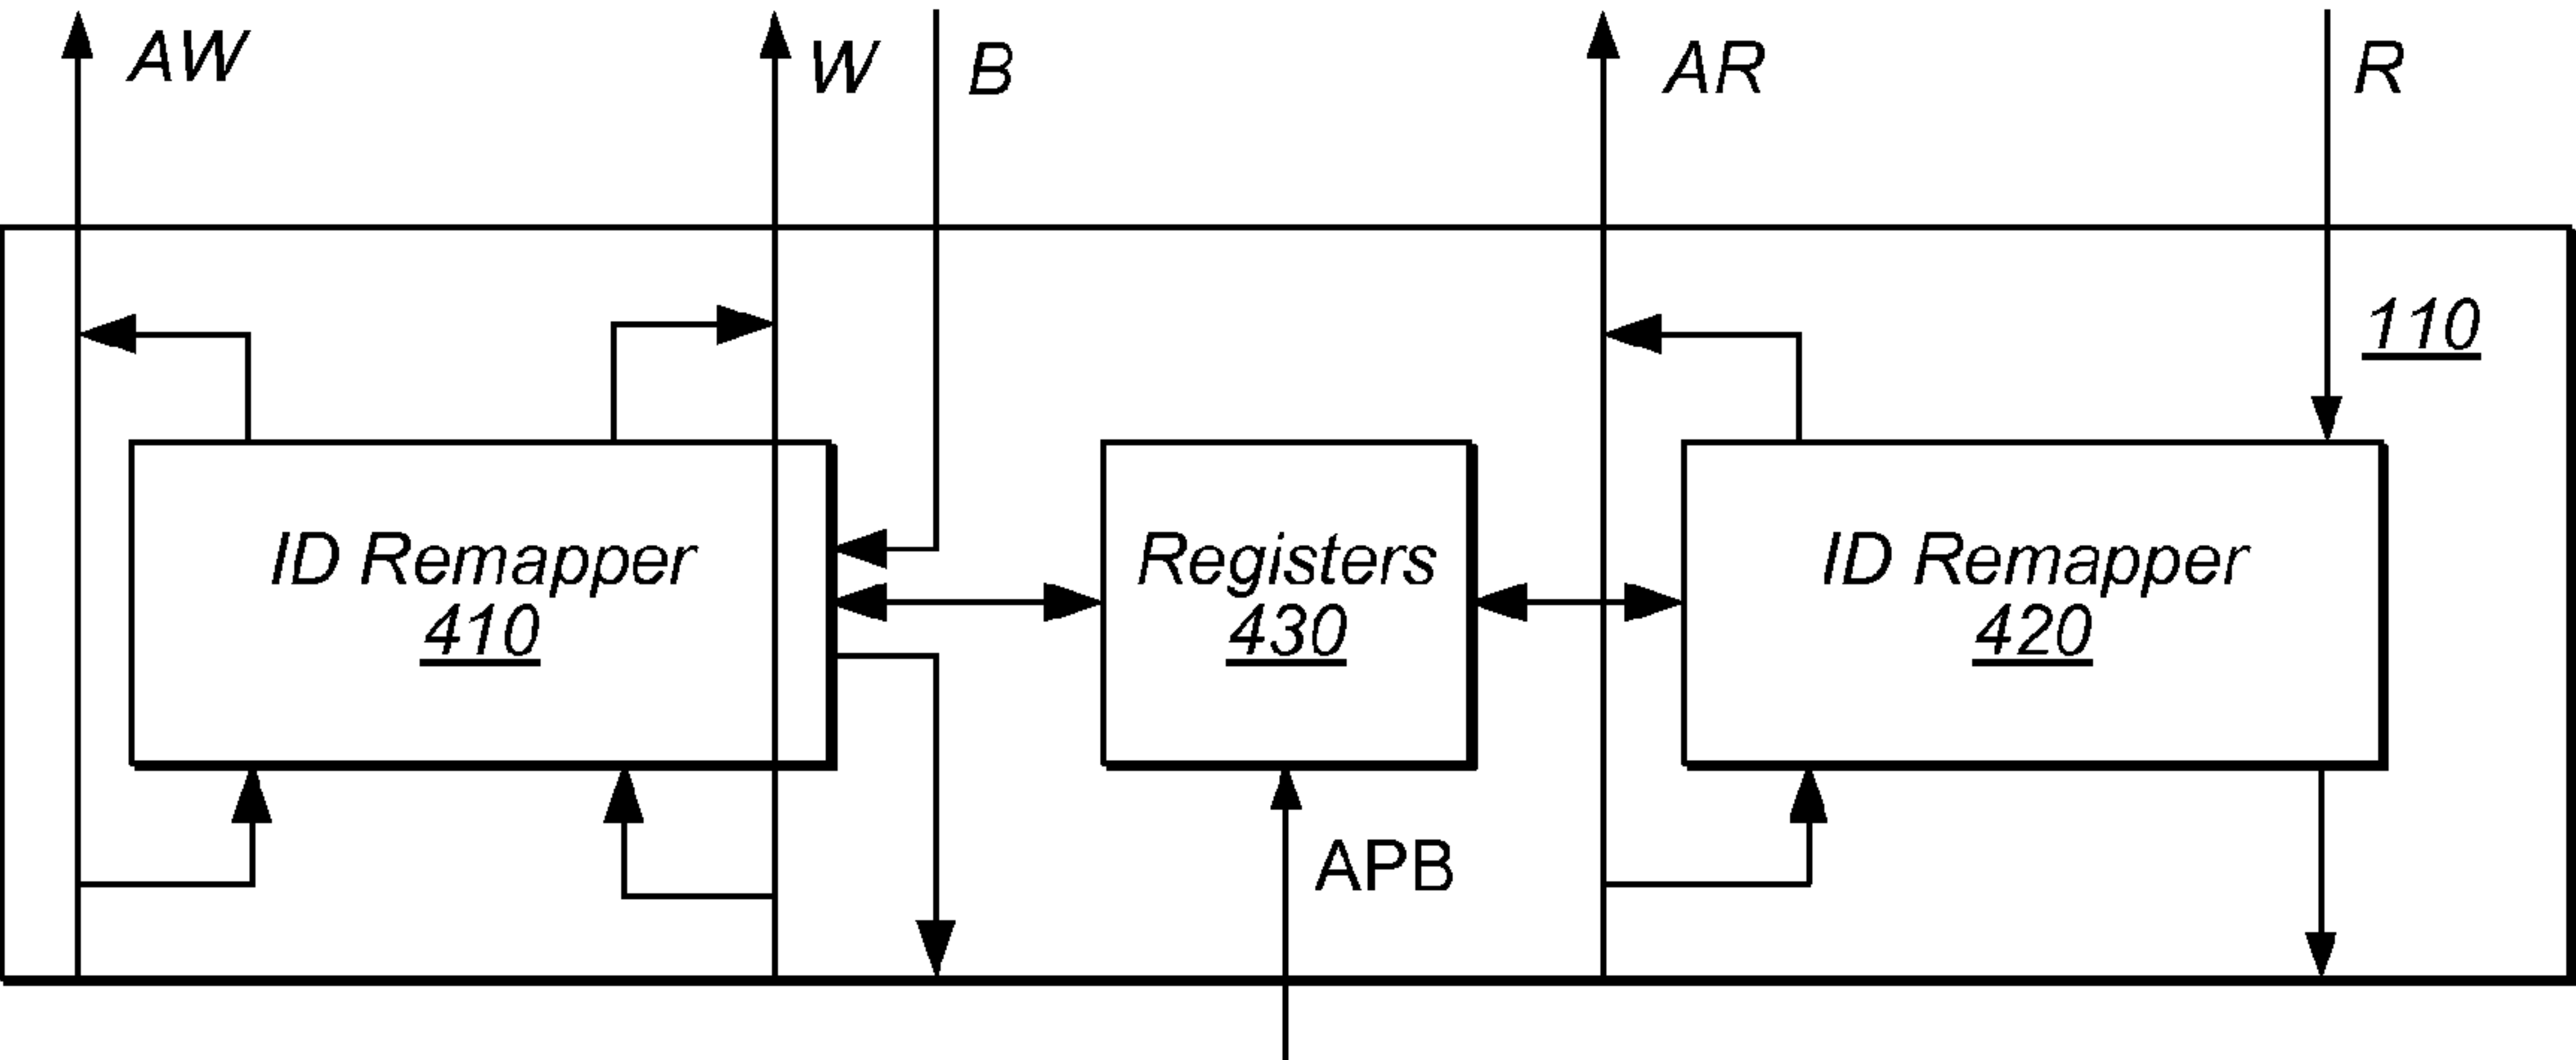 AW
W
B
AR
R
110
ID Remapper
410
Registers
430
ID Remapper
420
APB